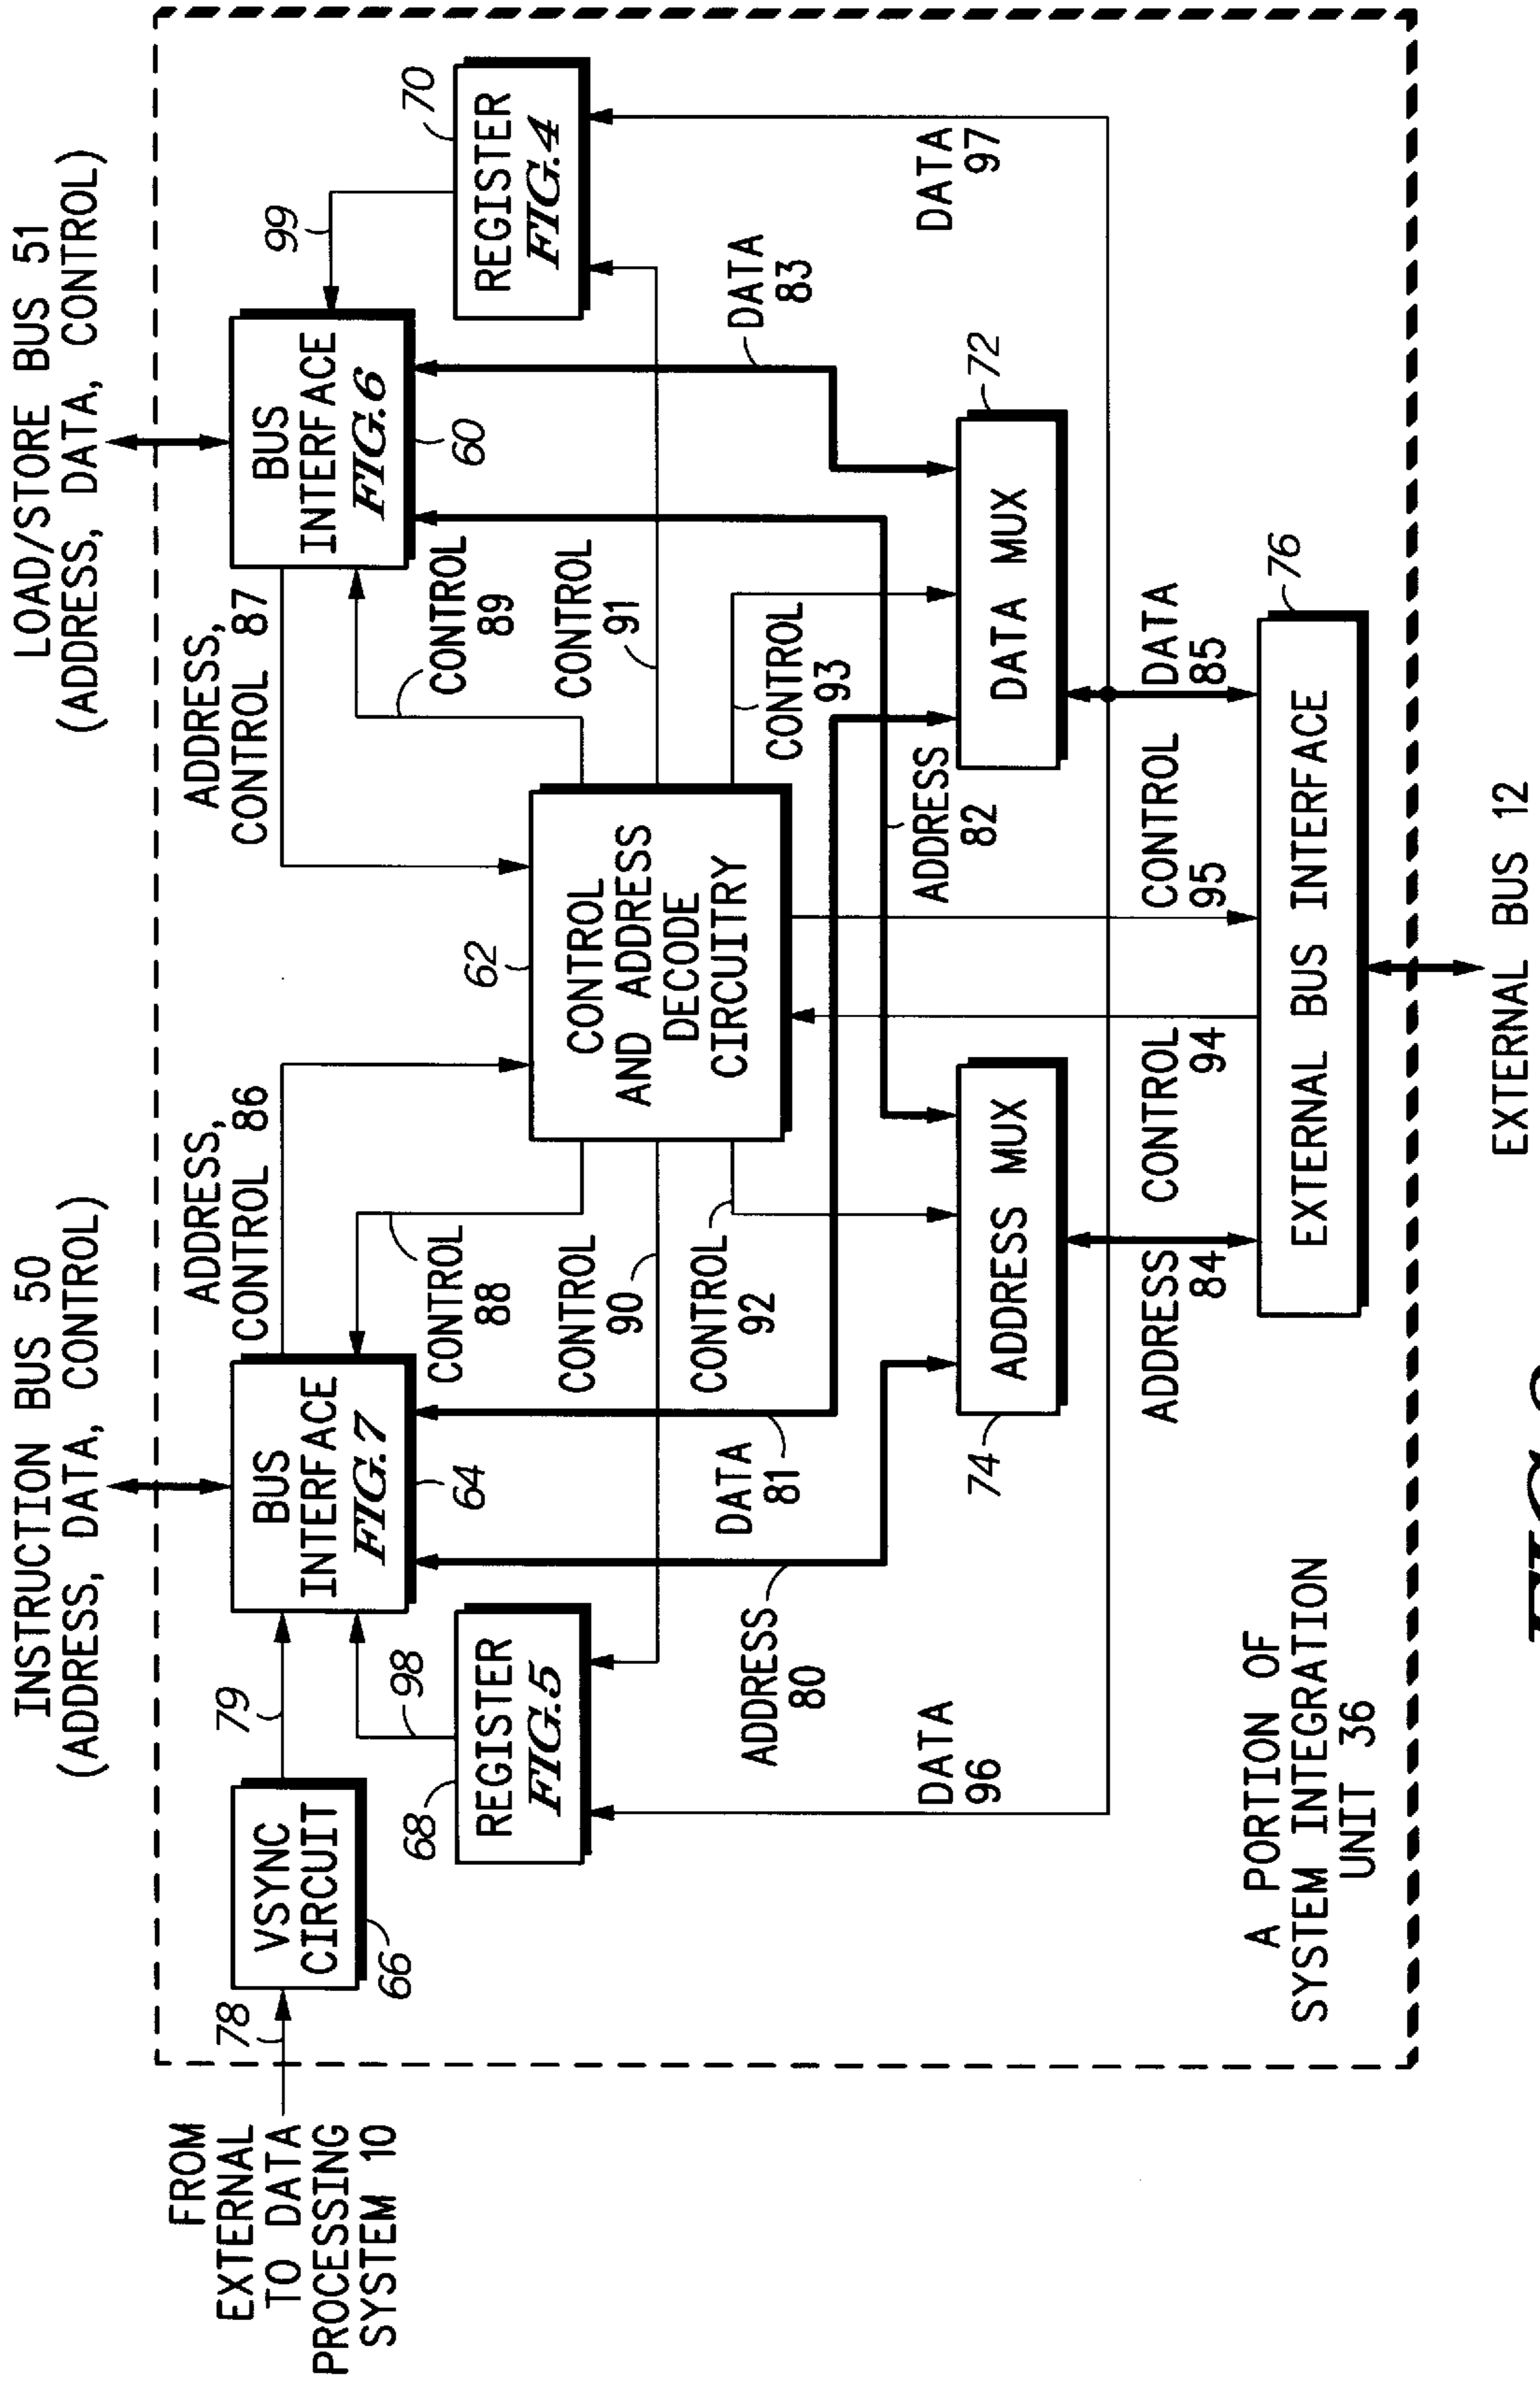 INSTRUCTION BUS 50
(ADDRESS, DATA, CONTROL)
LOAD/STORE BUS 51
(ADDRESS, DATA, CONTROL)
FROM
EXTERNAL
TO DATA
PROCESSING
SYSTEM 10
78
VSYNC
CIRCUIT
66
79
BUS
INTERFACE
FIG.7
64
ADDRESS,
CONTROL 86
ADDRESS,
CONTROL 87
BUS
INTERFACE
FIG.6
60
99
70
REGISTER
FIG.4
98
68
REGISTER
FIG.5
CONTROL
88
62
CONTROL
AND ADDRESS
DECODE
CIRCUITRY
CONTROL
89
CONTROL
90
CONTROL
91
CONTROL
92
CONTROL
93
DATA
81
ADDRESS
80
DATA
83
ADDRESS
82
DATA
96
DATA
97
74
ADDRESS MUX
72
DATA MUX
ADDRESS
84
CONTROL
94
CONTROL
95
DATA
85
76
EXTERNAL BUS INTERFACE
A PORTION OF
SYSTEM INTEGRATION
UNIT 36
EXTERNAL BUS 12